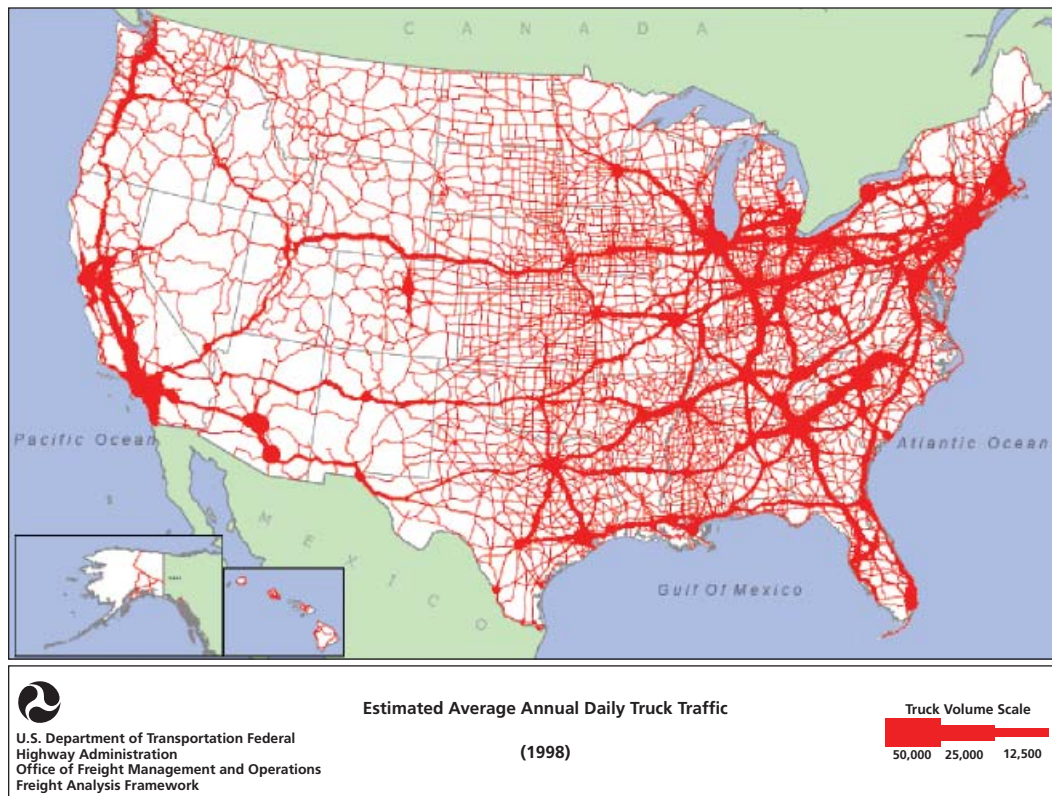 C A N A D A
Pacific Ocean
Atlantic Ocean
M E X I C O
Gulf Of Mexico
Estimated Average Annual Daily Truck Traffic
(1998)
U.S. Department of Transportation Federal
Highway Administration
Office of Freight Management and Operations
Freight Analysis Framework
Truck Volume Scale
50,000 25,000 12,500